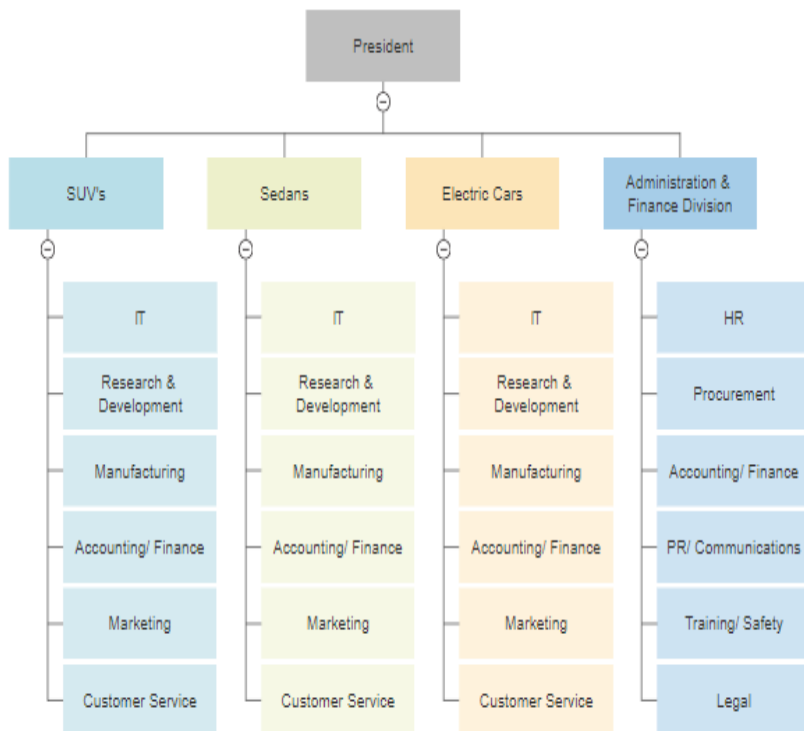 President
SUV's
Sedans
Electric Cars
Administration &
Finance Division
IT
Research &
Development
Manufacturing
Accounting/ Finance
Marketing
Customer Service
IT
Research &
Development
Manufacturing
Accounting/ Finance
Marketing
Customer Service
IT
Research &
Development
Manufacturing
Accounting/ Finance
Marketing
Customer Service
HR
Procurement
Accounting/ Finance
PR/ Communications
Training/ Safety
Legal